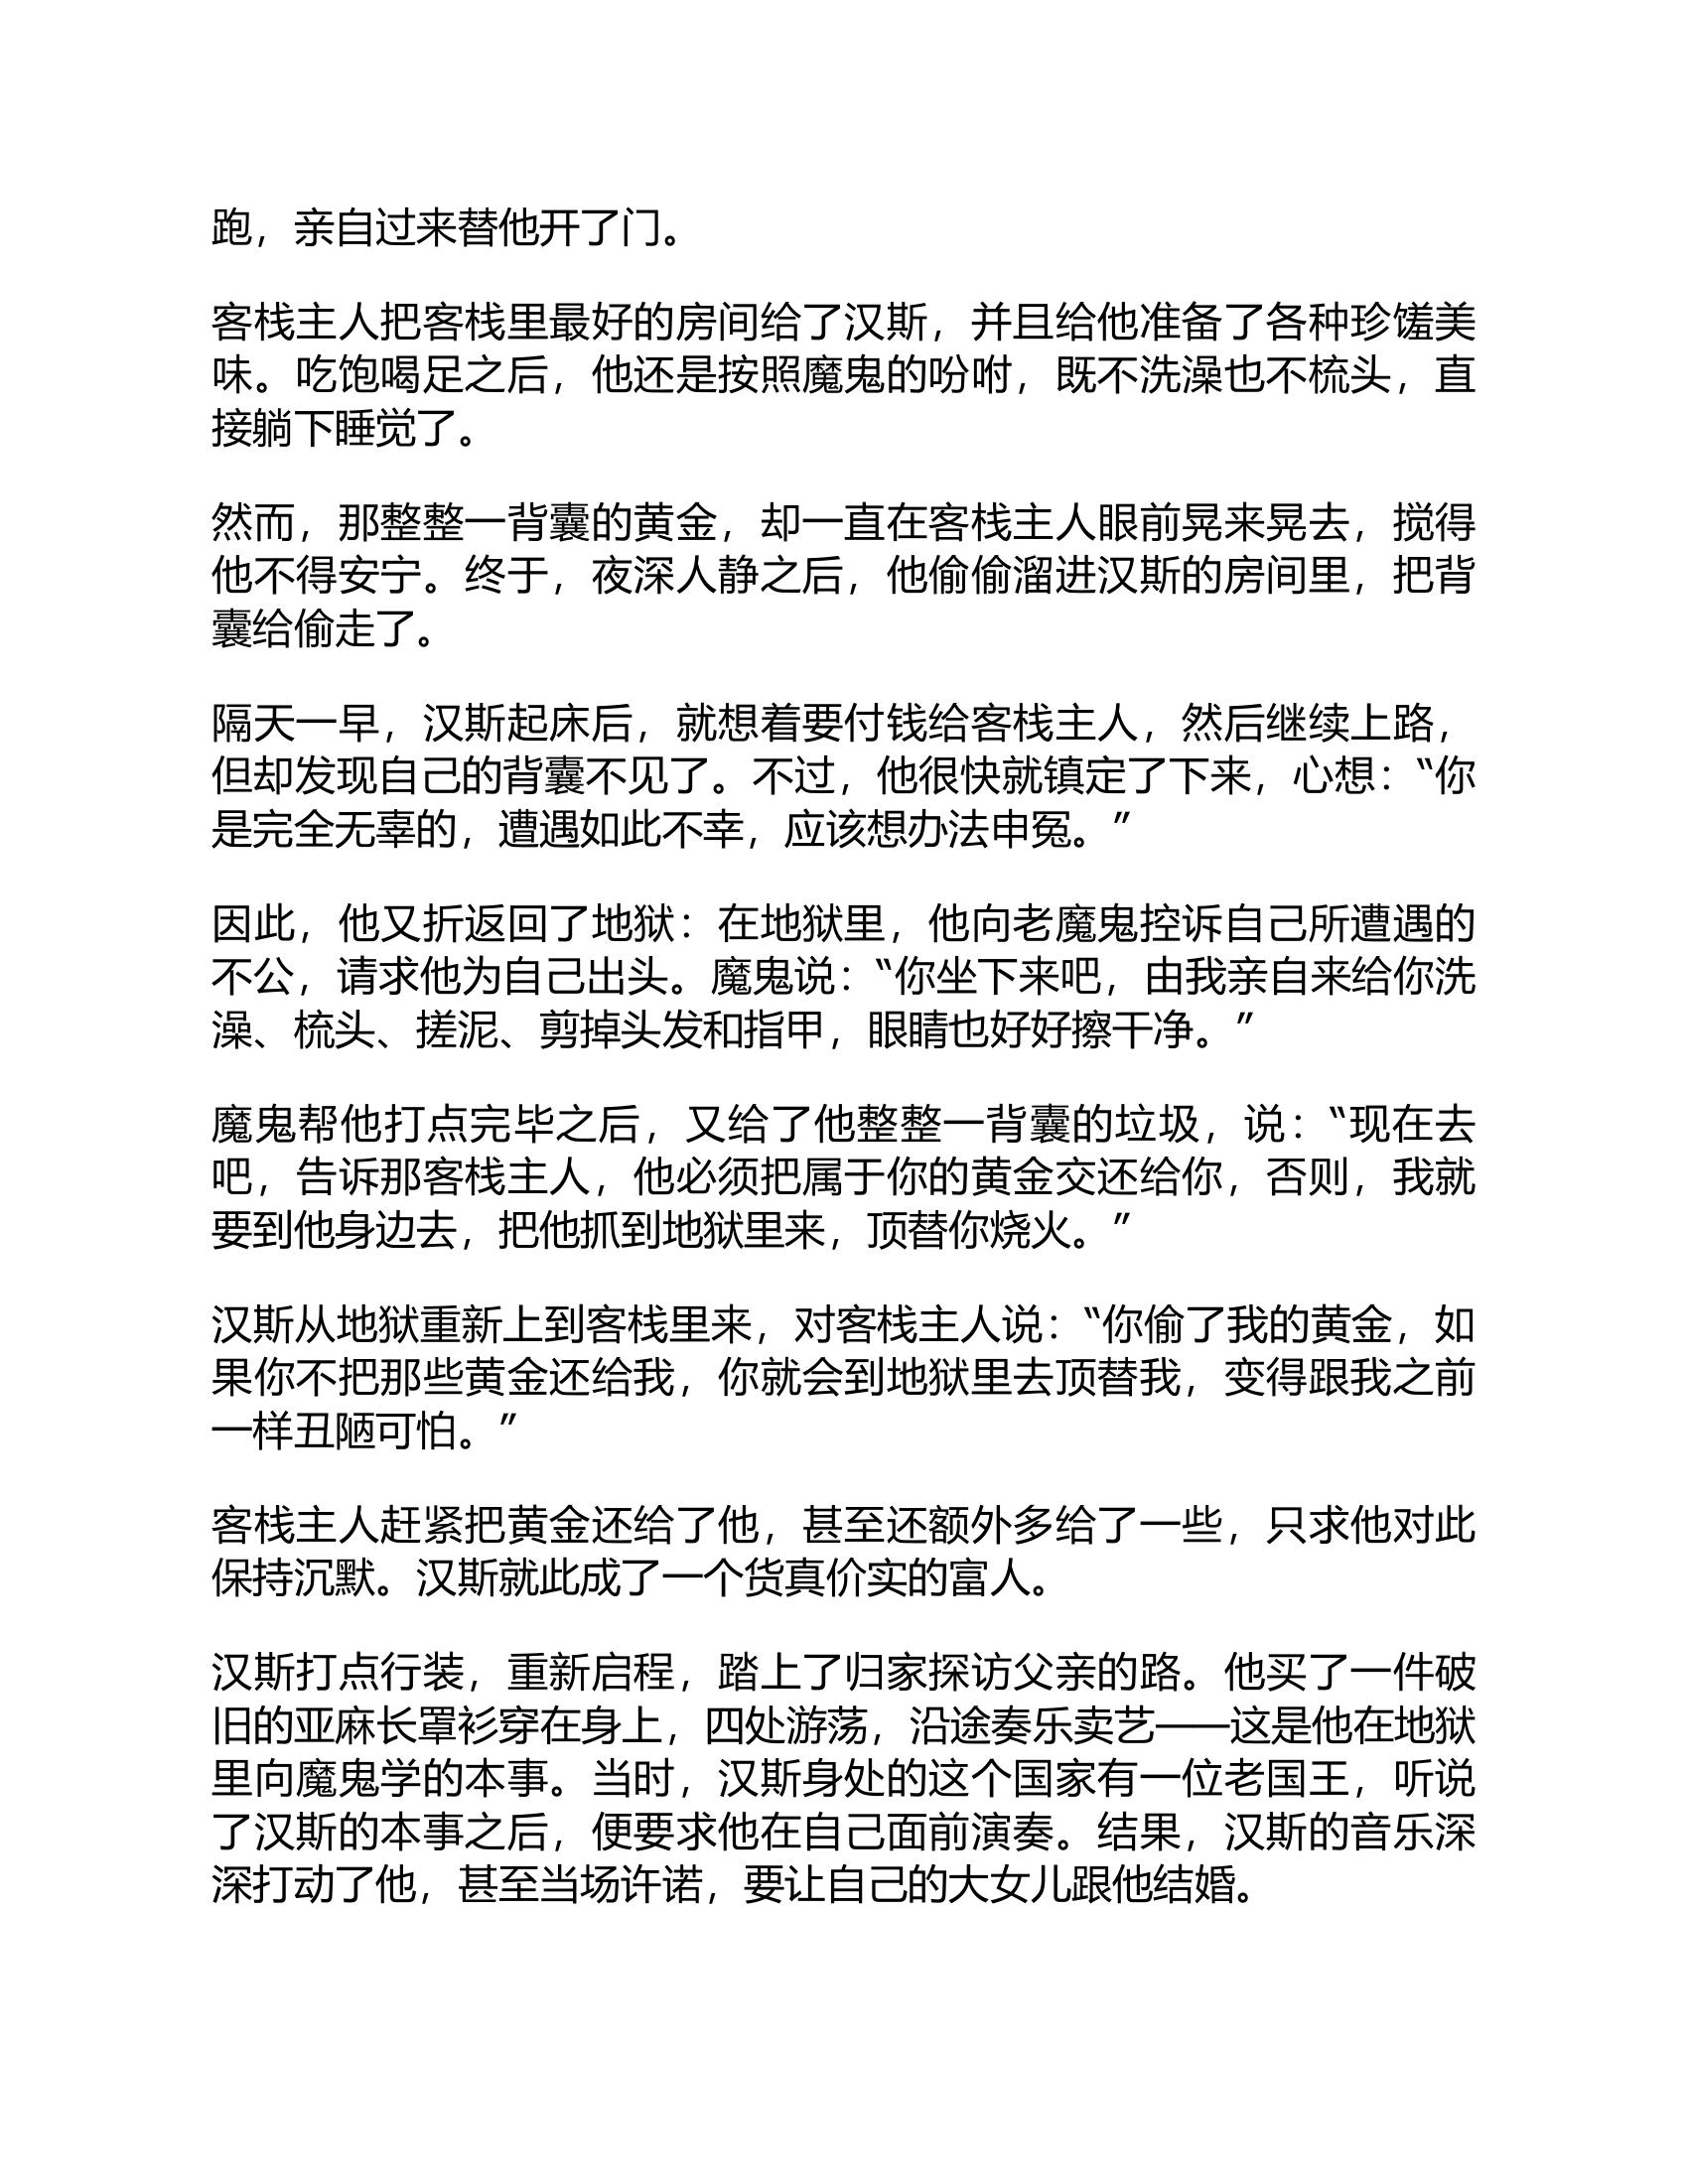 跑，亲自过来替他开了门。
客栈主人把客栈里最好的房间给了汉斯，并且给他准备了各种珍馐美
味。吃饱喝足之后，他还是按照魔鬼的吩咐，既不洗澡也不梳头，直
接躺下睡觉了。
然而，那整整一背囊的黄金，却一直在客栈主人眼前晃来晃去，搅得
他不得安宁。终于，夜深人静之后，他偷偷溜进汉斯的房间里，把背
囊给偷走了。
隔天一早，汉斯起床后，就想着要付钱给客栈主人，然后继续上路，
但却发现自己的背囊不见了。不过，他很快就镇定了下来，心想：“你
是完全无辜的，遭遇如此不幸，应该想办法申冤。”
因此，他又折返回了地狱：在地狱里，他向老魔鬼控诉自己所遭遇的
不公，请求他为自己出头。魔鬼说：“你坐下来吧，由我亲自来给你洗
澡、梳头、搓泥、剪掉头发和指甲，眼睛也好好擦干净。”
魔鬼帮他打点完毕之后，又给了他整整一背囊的垃圾，说：“现在去
吧，告诉那客栈主人，他必须把属于你的黄金交还给你，否则，我就
要到他身边去，把他抓到地狱里来，顶替你烧火。”
汉斯从地狱重新上到客栈里来，对客栈主人说：“你偷了我的黄金，如
果你不把那些黄金还给我，你就会到地狱里去顶替我，变得跟我之前
一样丑陋可怕。”
客栈主人赶紧把黄金还给了他，甚至还额外多给了一些，只求他对此
保持沉默。汉斯就此成了一个货真价实的富人。
汉斯打点行装，重新启程，踏上了归家探访父亲的路。他买了一件破
旧的亚麻长罩衫穿在身上，四处游荡，沿途奏乐卖艺——这是他在地狱
里向魔鬼学的本事。当时，汉斯身处的这个国家有一位老国王，听说
了汉斯的本事之后，便要求他在自己面前演奏。结果，汉斯的音乐深
深打动了他，甚至当场许诺，要让自己的大女儿跟他结婚。